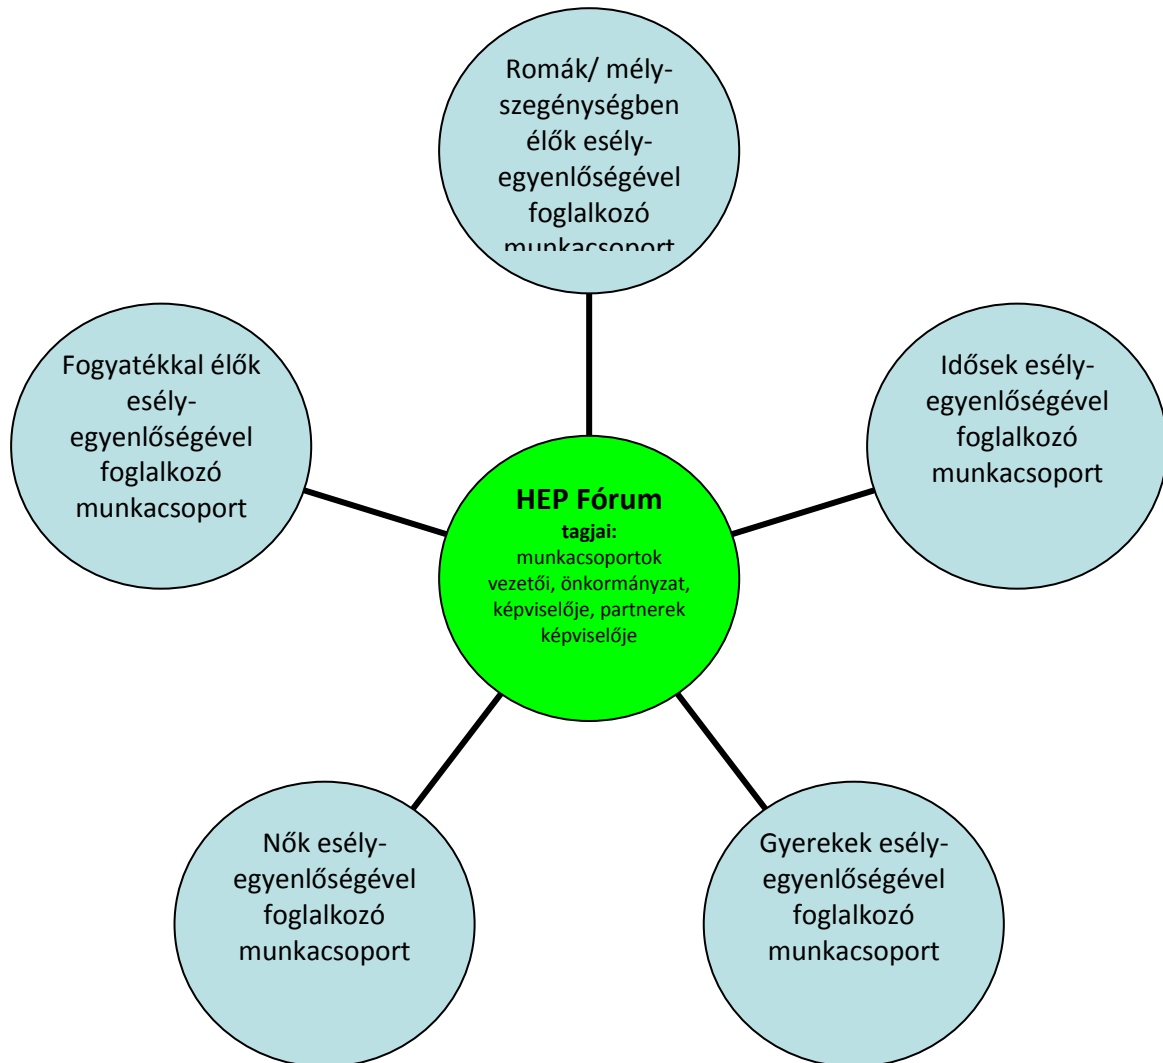 Romák/ mély-
szegénységben
élők esély-
egyenlőségével
foglalkozó
munkacsoport
Fogyatékkal élők
esély-
egyenlőségével
foglalkozó
munkacsoport
Idősek esély-
egyenlőségével
foglalkozó
munkacsoport
HEP Fórum
tagjai:
munkacsoportok
vezetői, önkormányzat,
képviselője, partnerek
képviselője
Nők esély-
egyenlőségével
foglalkozó
munkacsoport
Gyerekek esély-
egyenlőségével
foglalkozó
munkacsoport